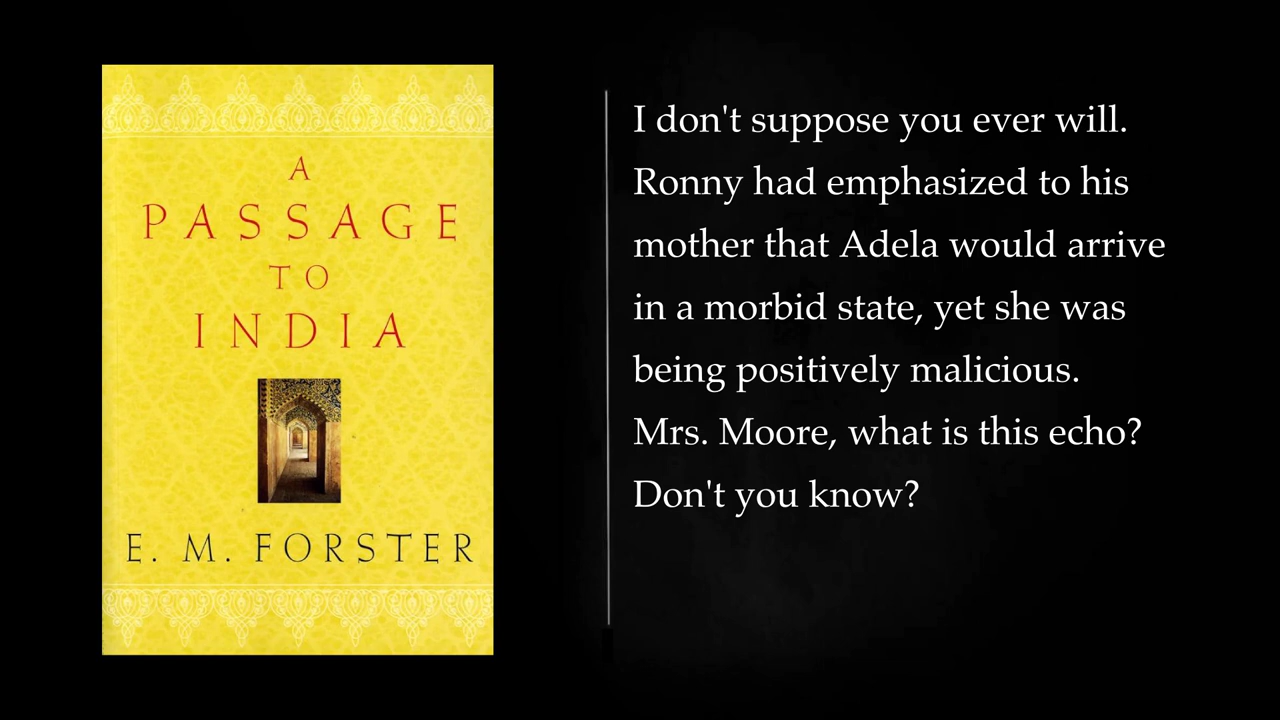 A
PASSAGE
TO
INDIA
E. M. FORSTER
I don't suppose you ever will.
Ronny had emphasized to his
mother that Adela would arrive
in a morbid state, yet she was
being positively malicious.
Mrs. Moore, what is this echo?
Don't you know?